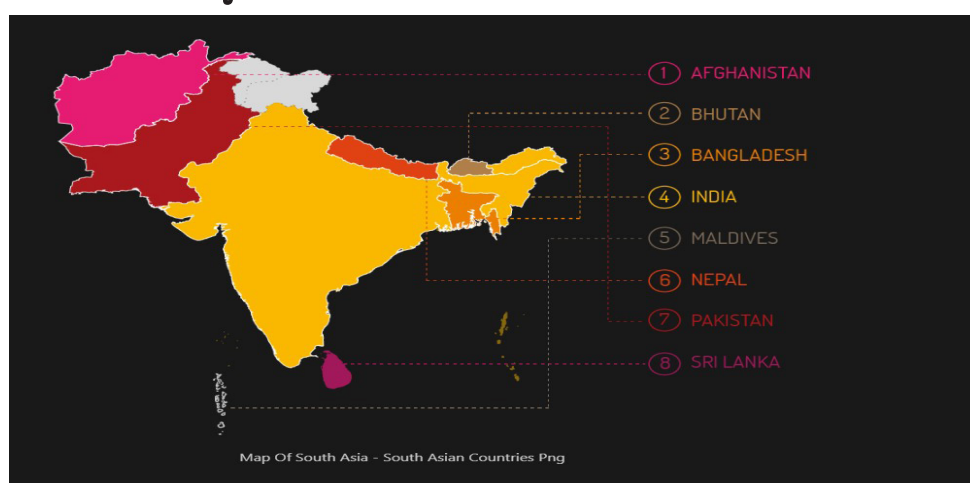 1 AFGHANISTAN
2 BHUTAN
3 BANGLADESH
4 INDIA
5 MALDIVES
6 NEPAL
7 PAKISTAN
8 SRI LANKA
Map Of South Asia - South Asian Countries Png